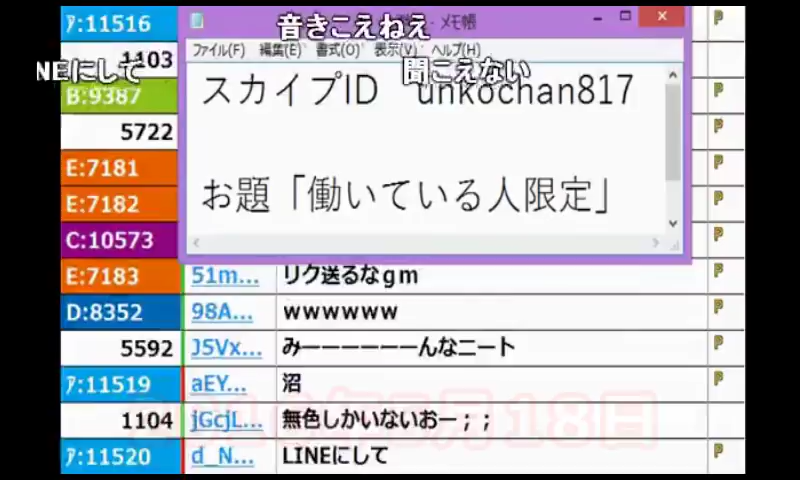 ｱ:11516
音きこえねえ
- メモ帳
ファイル(F) 編集(E) 書式(O) 表示(V) ヘルプ(H)
1103
NEにして
聞こえない
B:9387
スカイプID unkochan817
5722
E:7181
E:7182
お題「働いている人限定」
C:10573
E:7183 51m... リク送るなｇｍ
D:8352 98A... wwwwww
5592 J5Vx... みーーーーーーんなニート
ｱ:11519 aEY... 沼
1104 jGcjL... 無色しかいないおー；；
月18日
ｱ:11520 d_N... LINEにして